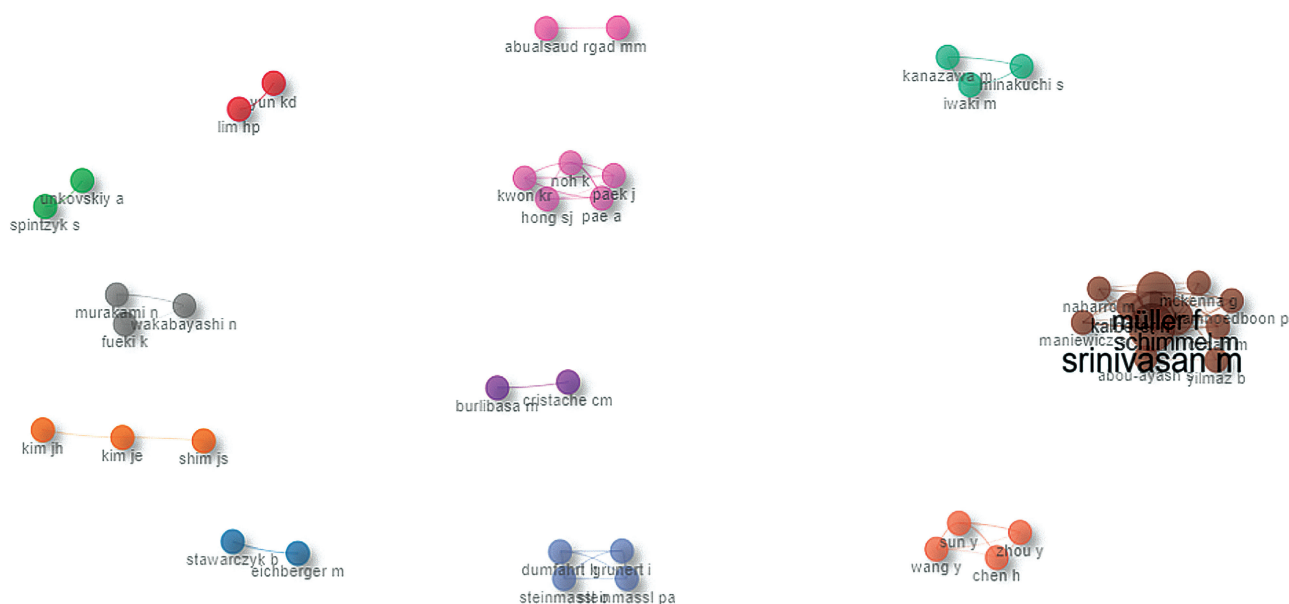 abualsaud r
gad mm
kanazawa m
minakuchi s
iwaki m
yun kd
lim hp
noh k
kwon kr
paek j
hong sj
pae a
unkovskiy a
spintzyk s
murakami n
wakabayashi n
fueki k
mckenna g
müller f
schimmel m
srinivasan m
abou-ayash s
yilmaz b
burlibasa m
cristache cm
kim jh
kim je
shim js
stawarczyk b
eichberger m
grunert i
steinmassl pa
sun y
zhou y
wang y
chen h